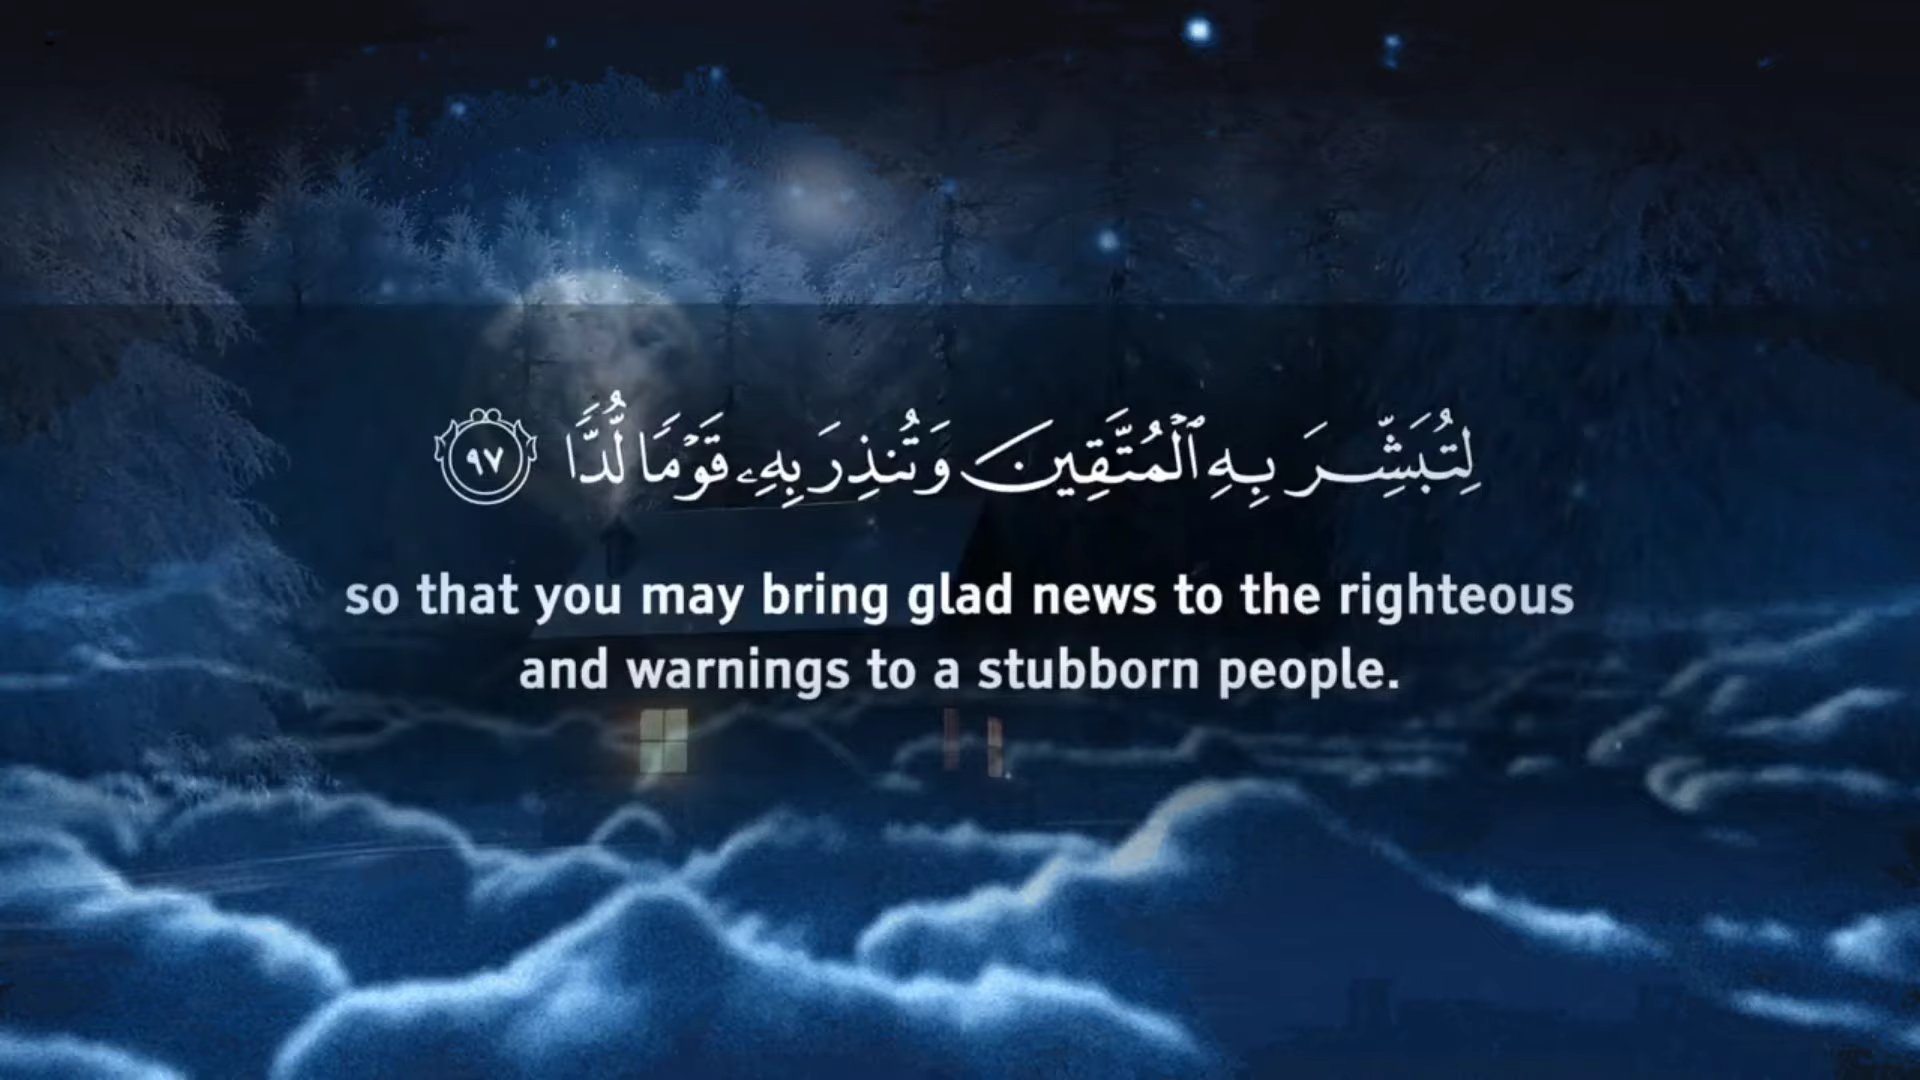 لِتُبَشِّرَ بِهِ ٱلْمُتَّقِينَ وَتُنذِرَ بِهِۦ قَوْمًا لُّدًّا ٩٧
so that you may bring glad news to the righteous
and warnings to a stubborn people.